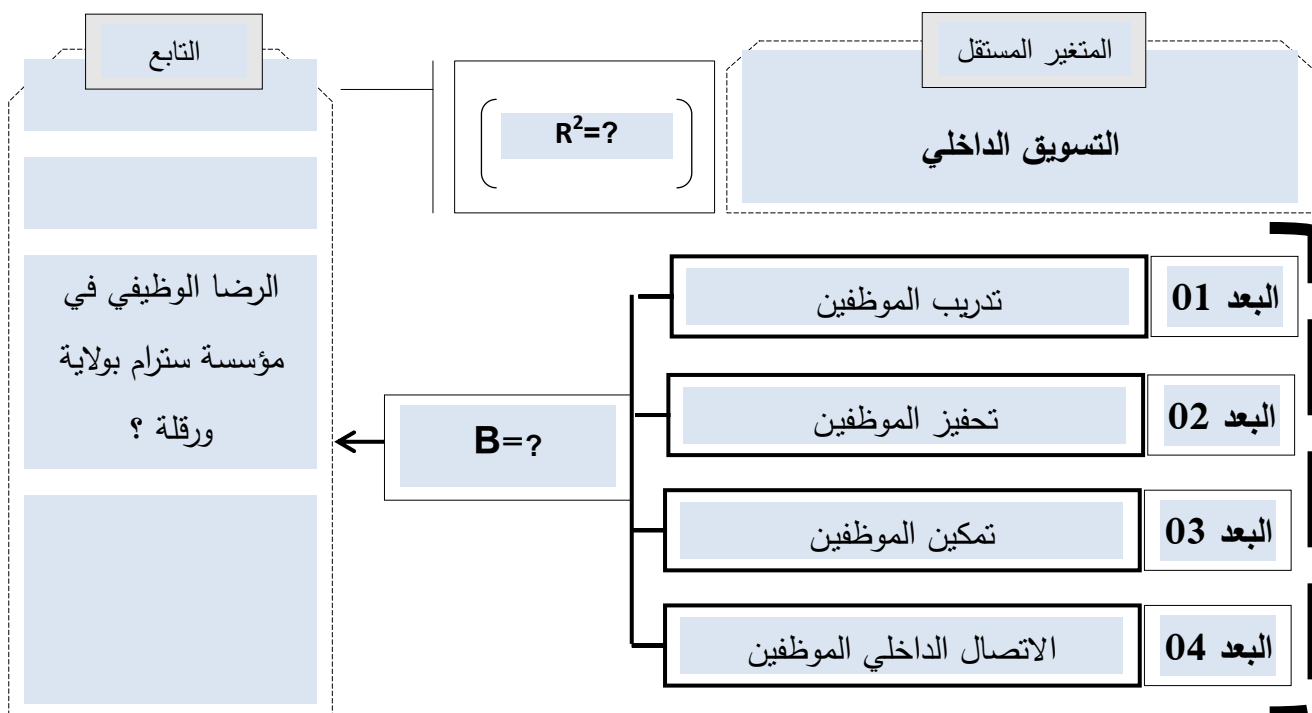 المتغير المستقل
التسويق الداخلي
R²=?
التابع
البعد 01
تدريب الموظفين
البعد 02
تحفيز الموظفين
البعد 03
تمكين الموظفين
البعد 04
الاتصال الداخلي الموظفين
B=?
الرضا الوظيفي في
مؤسسة سترام بولاية
ورقلة ؟